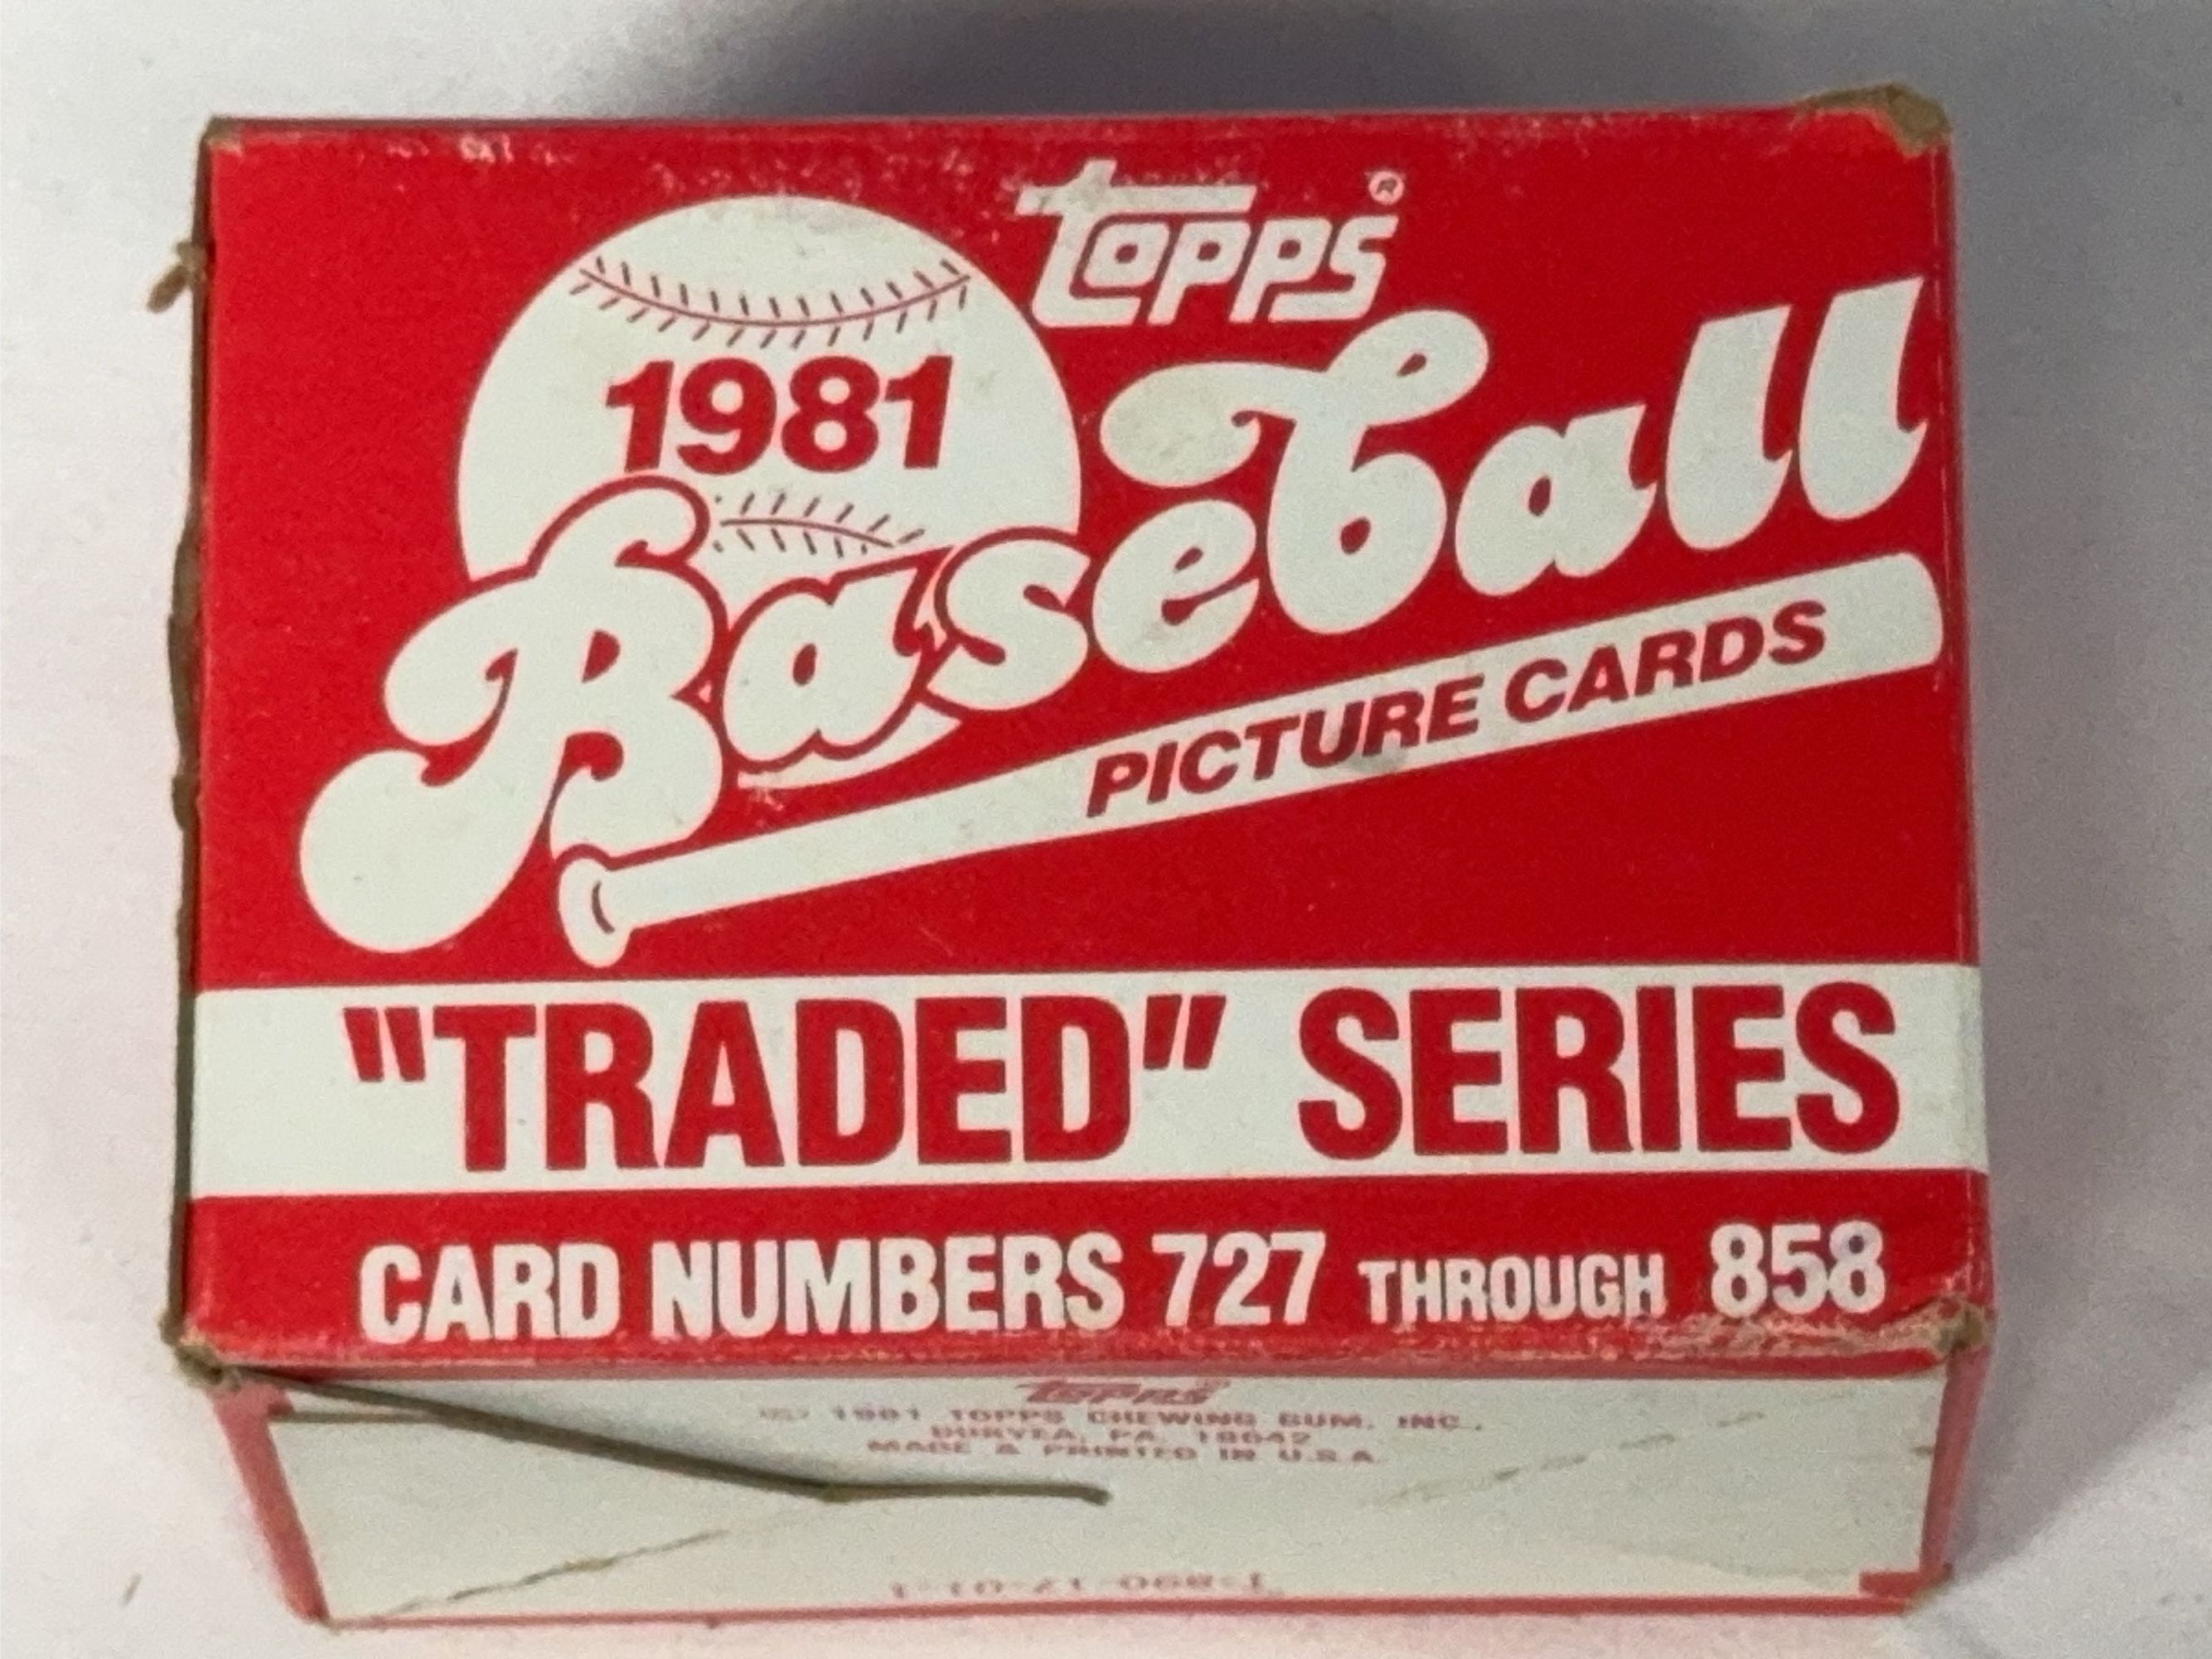 Topps®
1981
Baseball
PICTURE CARDS
"TRADED" SERIES
CARD NUMBERS 727 THROUGH 858
Topps
© 1981 TOPPS CHEWING GUM, INC.
DURYEA, PA. 18642
MADE & PRINTED IN U.S.A.